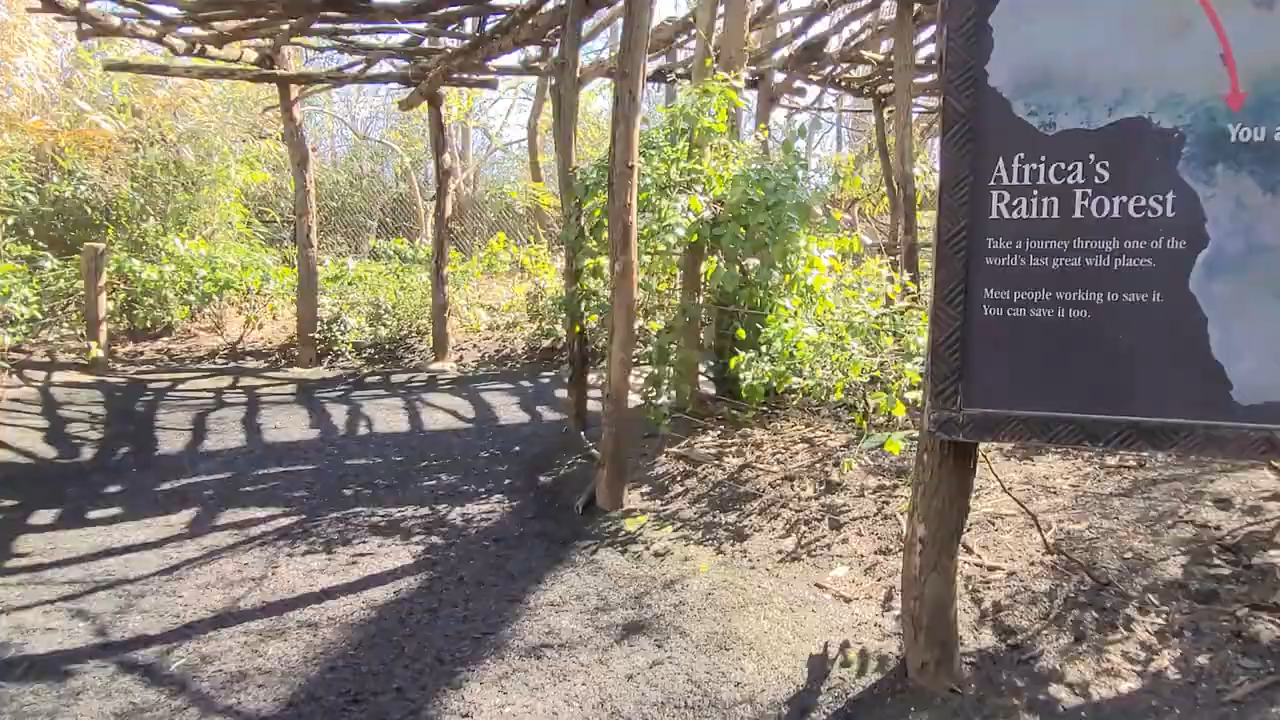 You
Africa's
Rain Forest
Take a journey through one of the
world's last great wild places.
Meet people working to save it.
You can save it too.